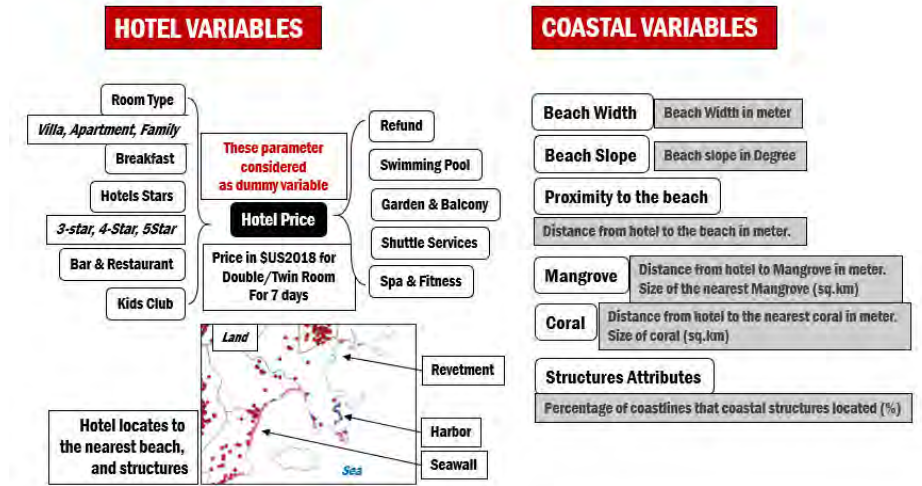 HOTEL VARIABLES
Room Type
Villa, Apartment, Family
Breakfast
Hotels Stars
3-star, 4-Star, 5Star
Bar & Restaurant
Kids Club
These parameter
considered
as dummy variable
Hotel Price
Price in $US2018 for
Double/Twin Room
For 7 days
Refund
Swimming Pool
Garden & Balcony
Shuttle Services
Spa & Fitness
Hotel locates to
the nearest beach,
and structures
Land
Sea
Revetment
Harbor
Seawall
COASTAL VARIABLES
Beach Width
Beach Width in meter
Beach Slope
Beach slope in Degree
Proximity to the beach
Distance from hotel to the beach in meter.
Mangrove
Distance from hotel to Mangrove in meter.
Size of the nearest Mangrove (sq.km)
Coral
Distance from hotel to the nearest coral in meter.
Size of coral (sq.km)
Structures Attributes
Percentage of coastlines that coastal structures located (%)